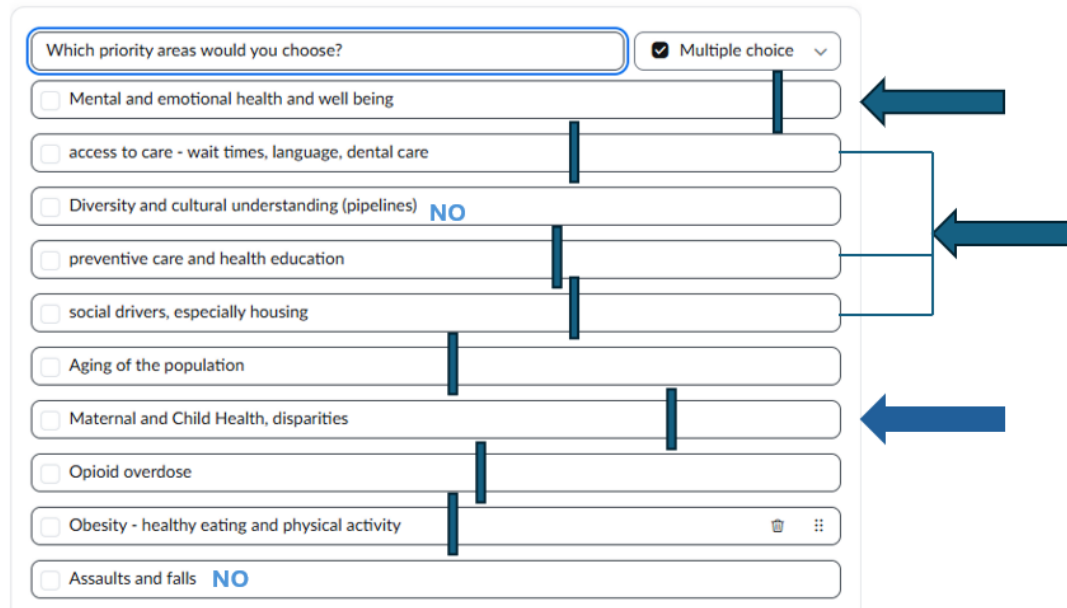 Which priority areas would you choose?
Multiple choice
Mental and emotional health and well being
access to care - wait times, language, dental care
Diversity and cultural understanding (pipelines) NO
preventive care and health education
social drivers, especially housing
Aging of the population
Maternal and Child Health, disparities
Opioid overdose
Obesity - healthy eating and physical activity
Assaults and falls NO